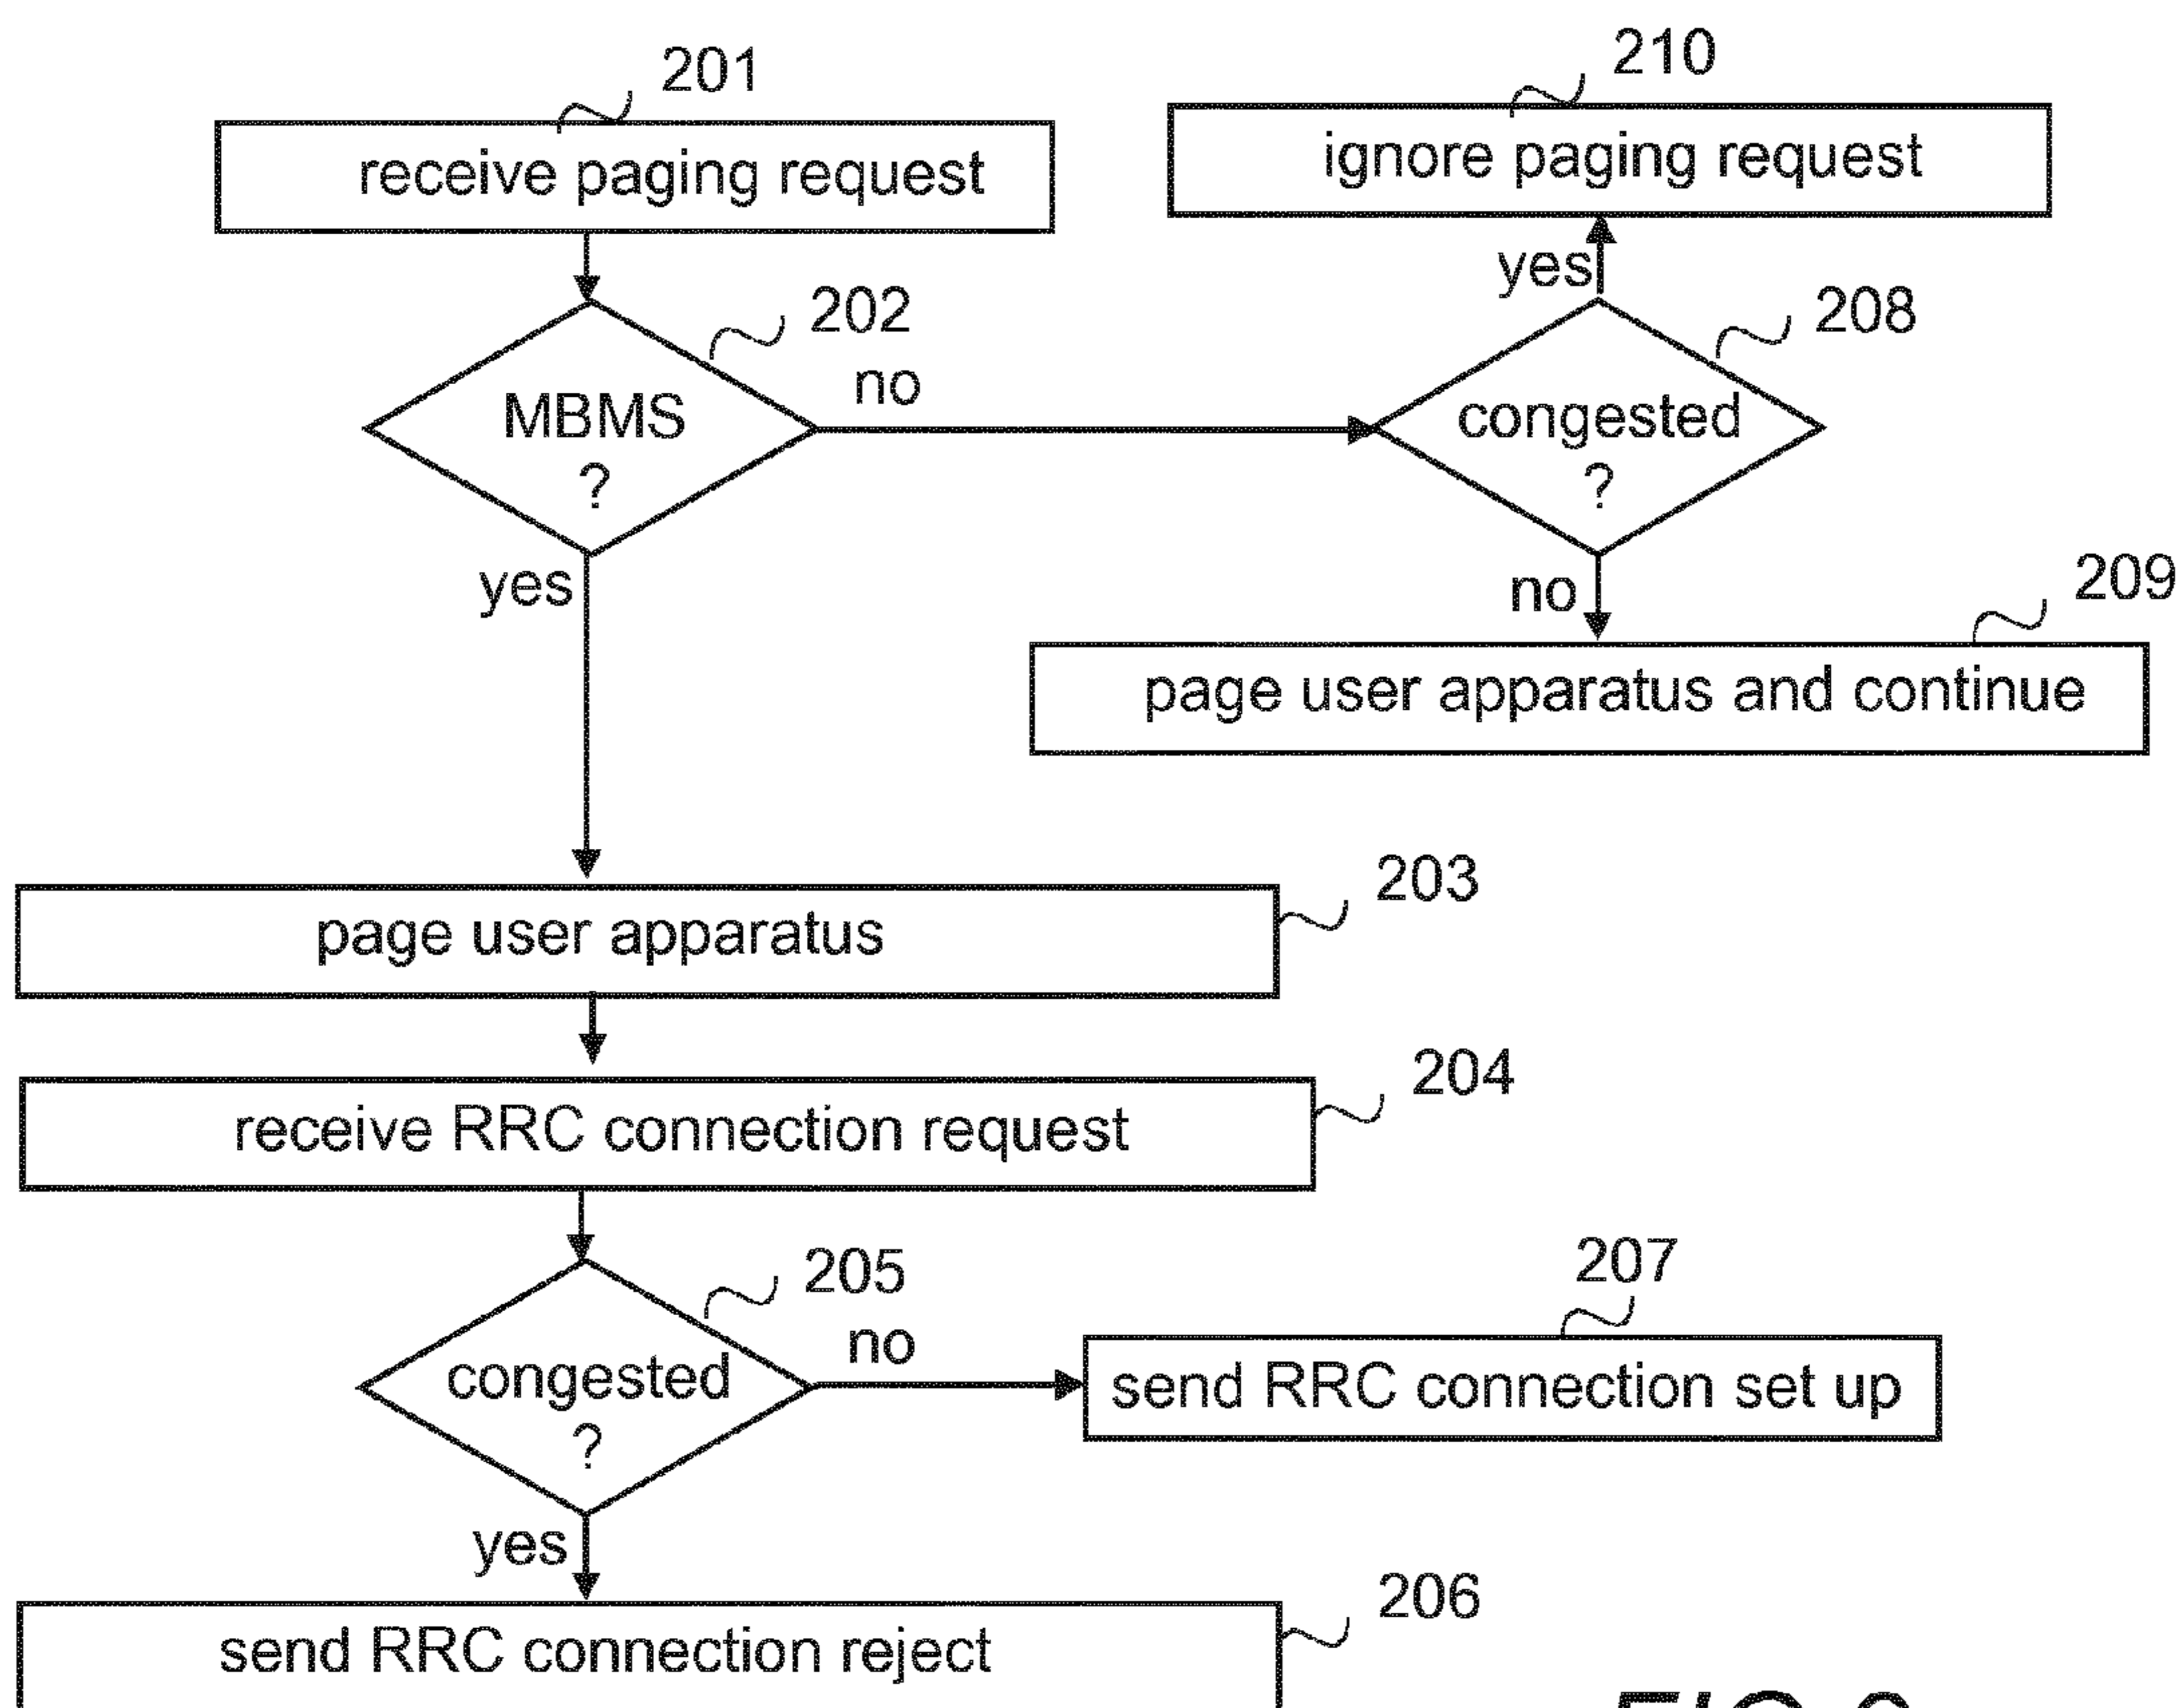 201
receive paging request
210
ignore paging request
yes
202
MBMS
?
no
208
congested
?
yes
no
209
page user apparatus and continue
203
page user apparatus
204
receive RRC connection request
205
congested
?
no
207
send RRC connection set up
yes
206
send RRC connection reject